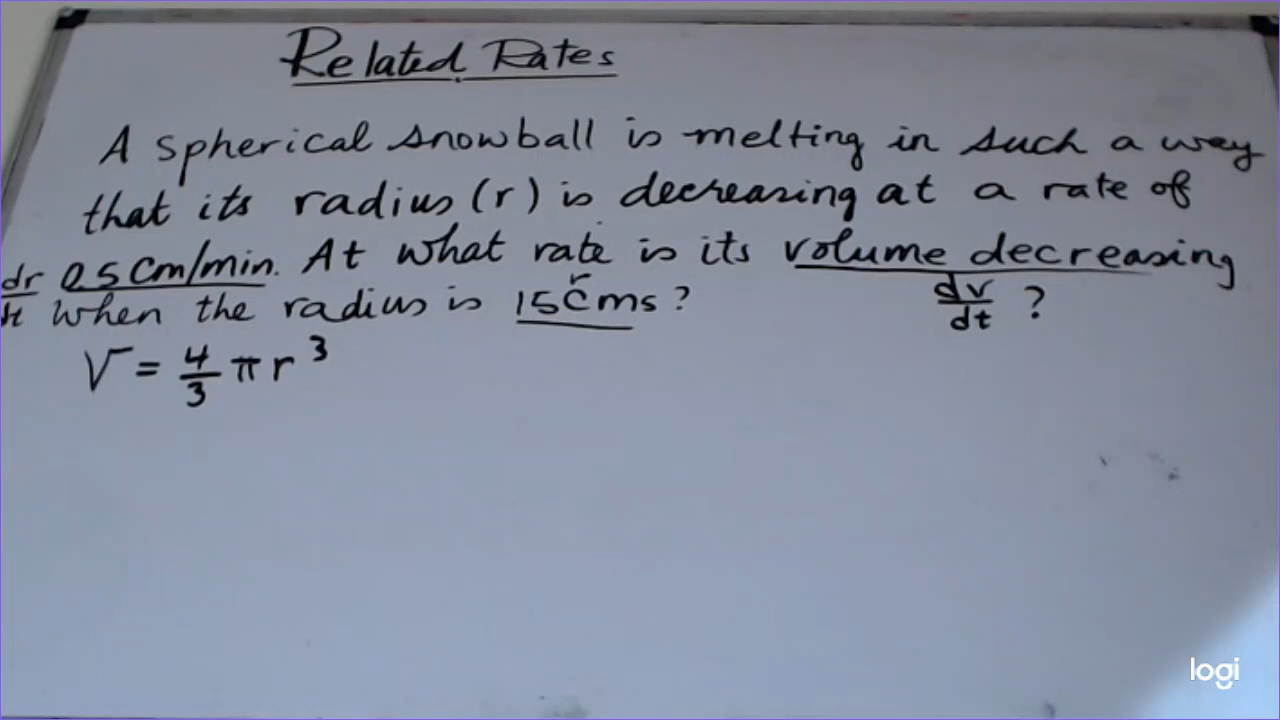 Related Rates
A spherical snowball is melting in such a way
that its radius (r) is decreasing at a rate of
dr/dt 0.5 Cm/min. At what rate is its volume decreasing
r
when the radius is 15 Cms? dv/dt ?
V = 4/3 π r³
logi